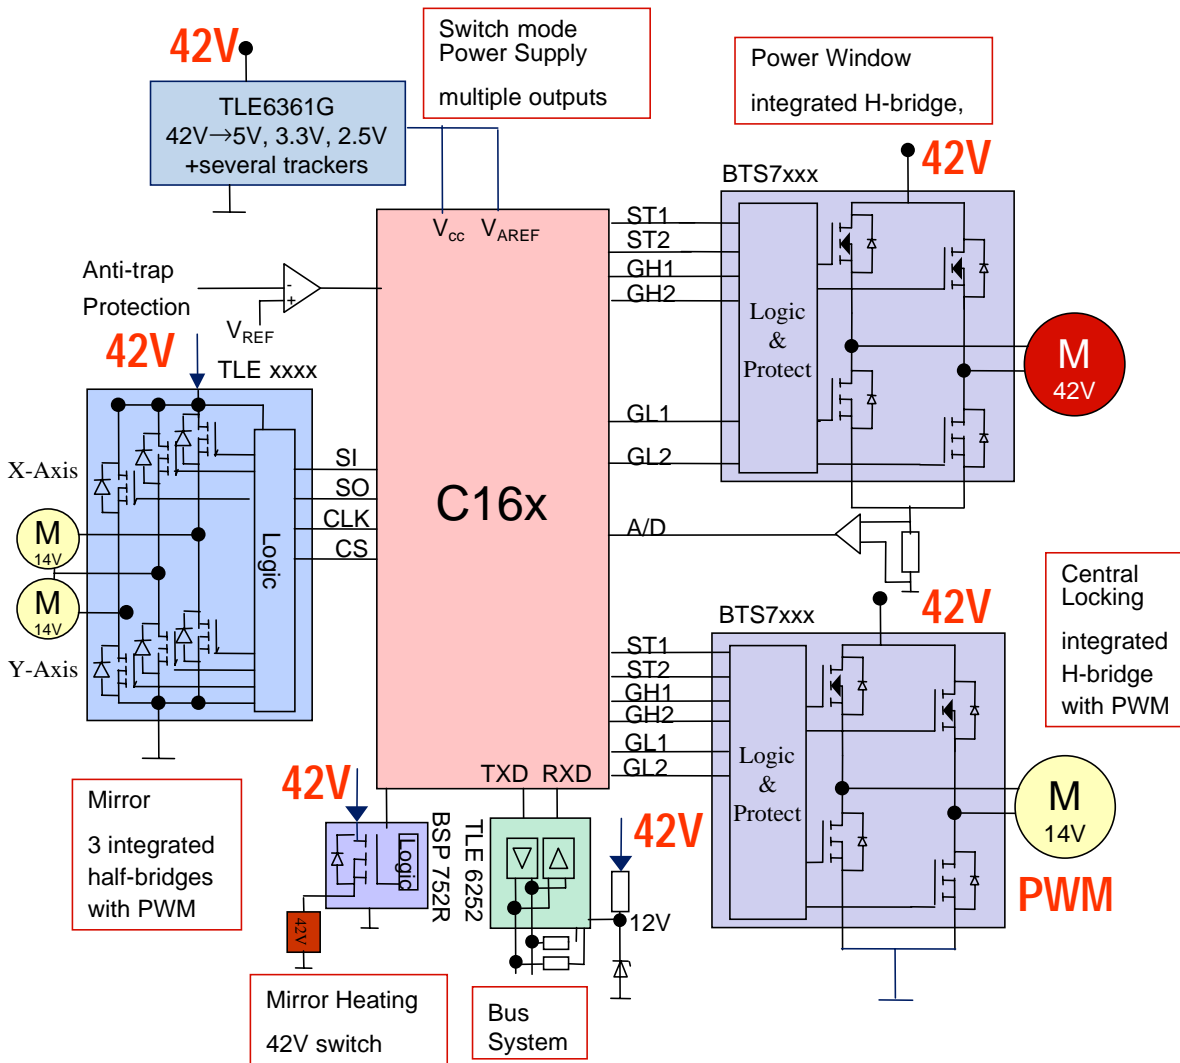 42V
TLE6361G
42V→5V, 3.3V, 2.5V
+several trackers
Switch mode
Power Supply
multiple outputs
Power Window
integrated H-bridge,
42V
BTS7xxx
Vcc VAREF
ST1
ST2
GH1
GH2
GL1
GL2
A/D
Logic
&
Protect
M
42V
Anti-trap
Protection
VREF
-
+
42V
TLE xxxx
X-Axis
M
14V
M
14V
Y-Axis
Logic
SI
SO
CLK
CS
C16x
Central
Locking
integrated
H-bridge
with PWM
42V
BTS7xxx
ST1
ST2
GH1
GH2
GL1
GL2
Logic
&
Protect
M
14V
PWM
TXD RXD
Mirror
3 integrated
half-bridges
with PWM
42V
Logic
BSP 752R
42V
TLE 6252
42V
12V
Mirror Heating
42V switch
Bus
System